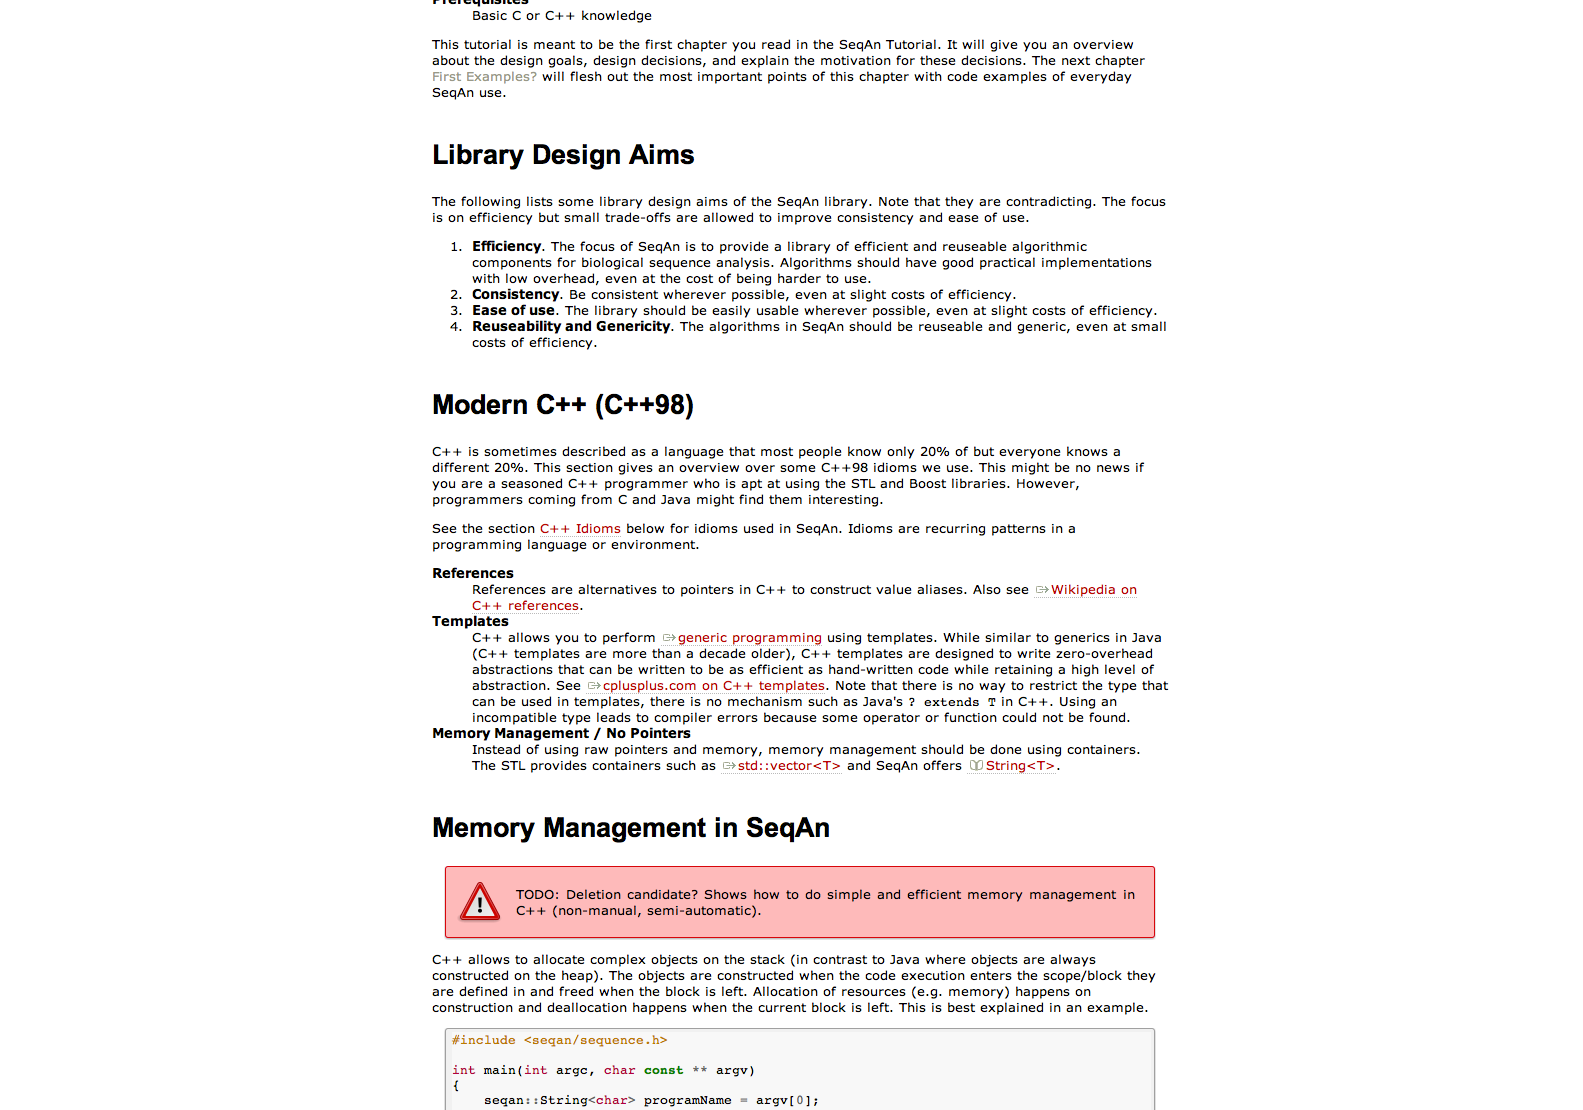 Prerequisites
Basic C or C++ knowledge
This tutorial is meant to be the first chapter you read in the SeqAn Tutorial. It will give you an overview
about the design goals, design decisions, and explain the motivation for these decisions. The next chapter
First Examples? will flesh out the most important points of this chapter with code examples of everyday
SeqAn use.
Library Design Aims
The following lists some library design aims of the SeqAn library. Note that they are contradicting. The focus
is on efficiency but small trade-offs are allowed to improve consistency and ease of use.
1. Efficiency. The focus of SeqAn is to provide a library of efficient and reuseable algorithmic
components for biological sequence analysis. Algorithms should have good practical implementations
with low overhead, even at the cost of being harder to use.
2. Consistency. Be consistent wherever possible, even at slight costs of efficiency.
3. Ease of use. The library should be easily usable wherever possible, even at slight costs of efficiency.
4. Reuseability and Genericity. The algorithms in SeqAn should be reuseable and generic, even at small
costs of efficiency.
Modern C++ (C++98)
C++ is sometimes described as a language that most people know only 20% of but everyone knows a
different 20%. This section gives an overview over some C++98 idioms we use. This might be no news if
you are a seasoned C++ programmer who is apt at using the STL and Boost libraries. However,
programmers coming from C and Java might find them interesting.
See the section C++ Idioms below for idioms used in SeqAn. Idioms are recurring patterns in a
programming language or environment.
References
References are alternatives to pointers in C++ to construct value aliases. Also see Wikipedia on
C++ references.
Templates
C++ allows you to perform generic programming using templates. While similar to generics in Java
(C++ templates are more than a decade older), C++ templates are designed to write zero-overhead
abstractions that can be written to be as efficient as hand-written code while retaining a high level of
abstraction. See cplusplus.com on C++ templates. Note that there is no way to restrict the type that
can be used in templates, there is no mechanism such as Java's ? extends T in C++. Using an
incompatible type leads to compiler errors because some operator or function could not be found.
Memory Management / No Pointers
Instead of using raw pointers and memory, memory management should be done using containers.
The STL provides containers such as std::vector<T> and SeqAn offers String<T>.
Memory Management in SeqAn
TODO: Deletion candidate? Shows how to do simple and efficient memory management in
C++ (non-manual, semi-automatic).
C++ allows to allocate complex objects on the stack (in contrast to Java where objects are always
constructed on the heap). The objects are constructed when the code execution enters the scope/block they
are defined in and freed when the block is left. Allocation of resources (e.g. memory) happens on
construction and deallocation happens when the current block is left. This is best explained in an example.
#include <seqan/sequence.h>
int main(int argc, char const ** argv)
{
seqan::String<char> programName = argv[0];